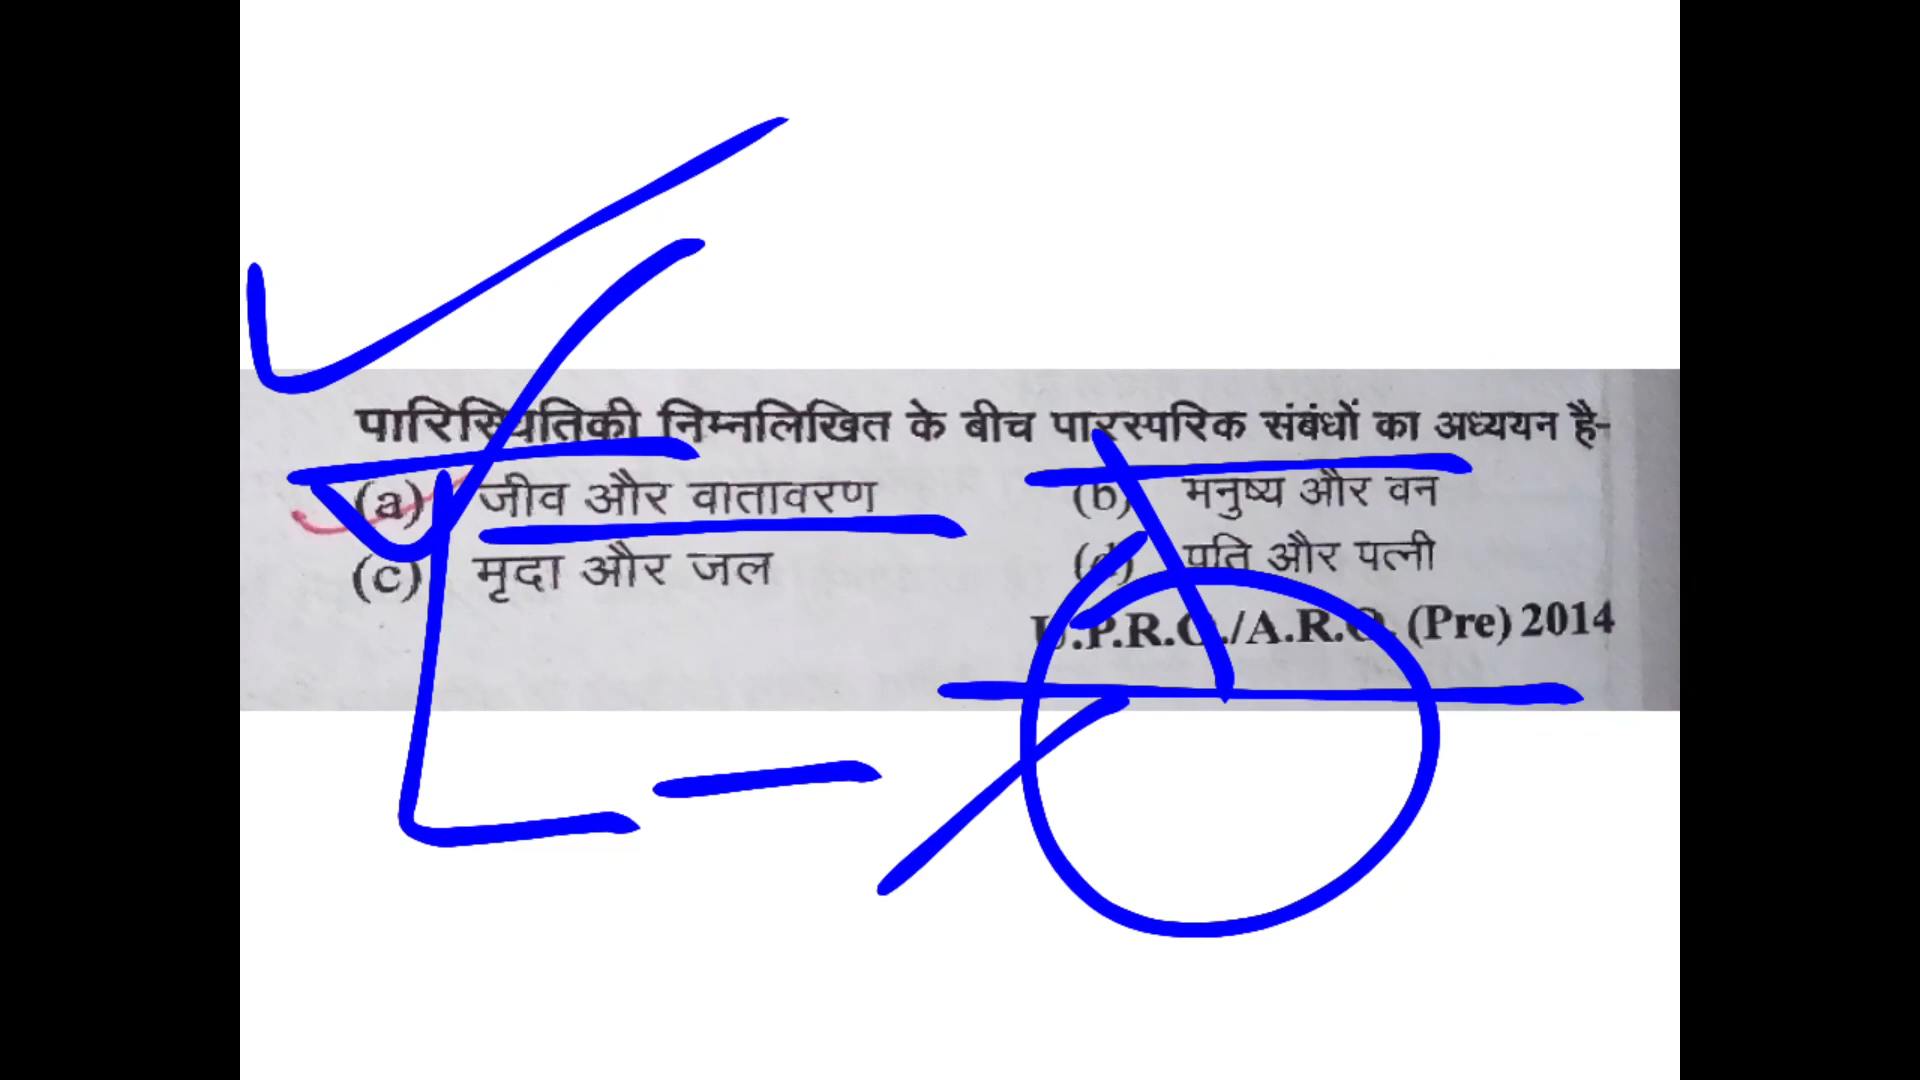 पारिस्थितिकी निम्नलिखित के बीच पारस्परिक संबंधों का अध्ययन है-
(a) जीव और वातावरण (b) मनुष्य और वन
(c) मृदा और जल (d) पति और पत्नी
U.P.R.O./A.R.O. (Pre) 2014